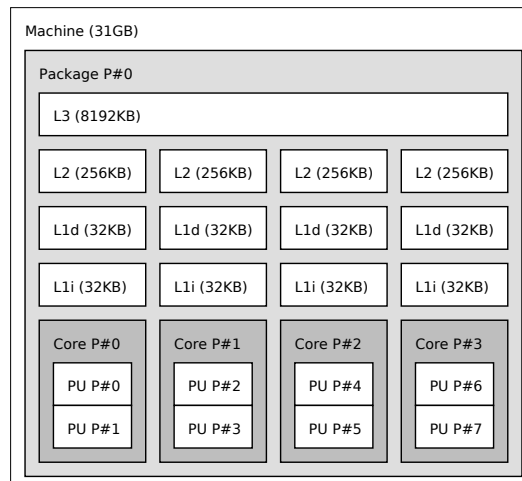 Machine (31GB)
Package P#0
L3 (8192KB)
L2 (256KB) L2 (256KB) L2 (256KB) L2 (256KB)
L1d (32KB) L1d (32KB) L1d (32KB) L1d (32KB)
L1i (32KB) L1i (32KB) L1i (32KB) L1i (32KB)
Core P#0 Core P#1 Core P#2 Core P#3
PU P#0 PU P#2 PU P#4 PU P#6
PU P#1 PU P#3 PU P#5 PU P#7